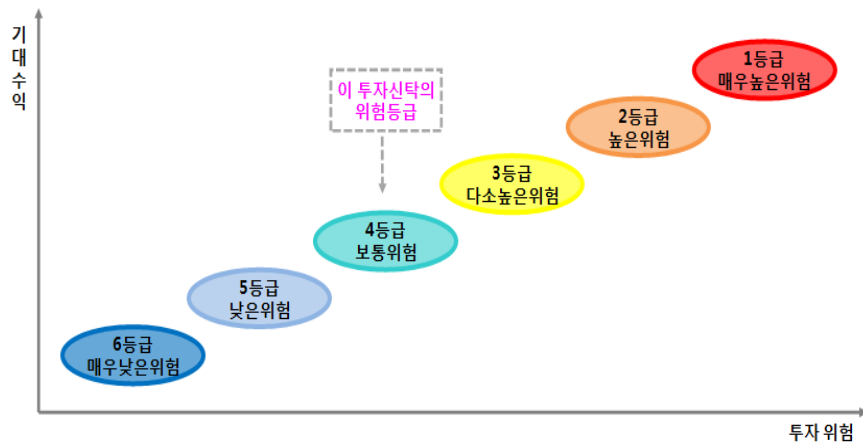 기대수익
1등급
매우높은위험
이 투자신탁의
위험등급
2등급
높은위험
3등급
다소높은위험
4등급
보통위험
5등급
낮은위험
6등급
매우낮은위험
투자 위험